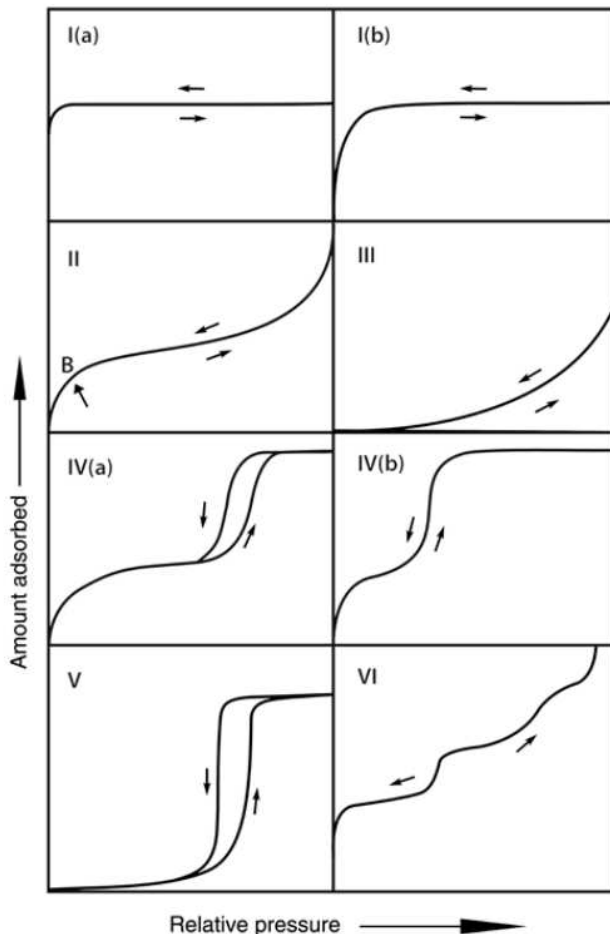 I(a)
I(b)
II
III
B
IV(a)
IV(b)
V
VI
Amount adsorbed
Relative pressure